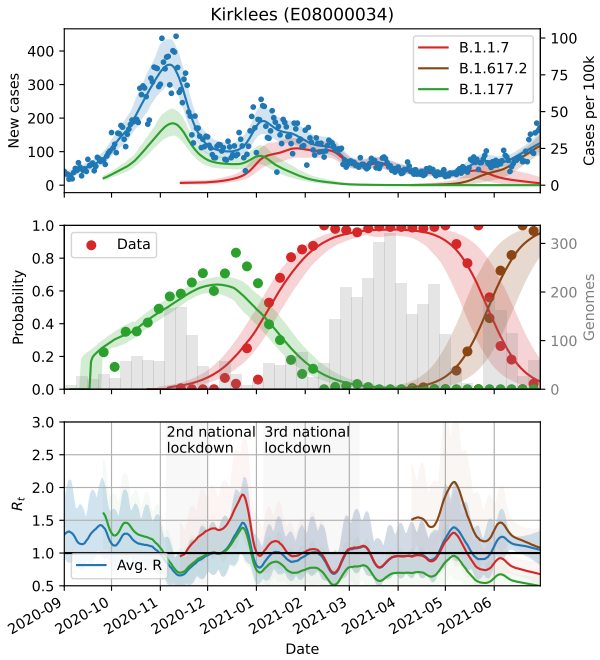 Kirklees (E08000034)
New cases
400
300
200
100
0
B.1.1.7
B.1.617.2
B.1.177
100
75
50
25
0
Cases per 100k
Probability
1.0
0.8
0.6
0.4
0.2
0.0
Data
300
200
100
0
Genomes
R_t
3.0
2.5
2.0
1.5
1.0
0.5
2nd national
lockdown
3rd national
lockdown
Avg. R
2020-09
2020-10
2020-11
2020-12
2021-01
2021-02
2021-03
2021-04
2021-05
2021-06
Date